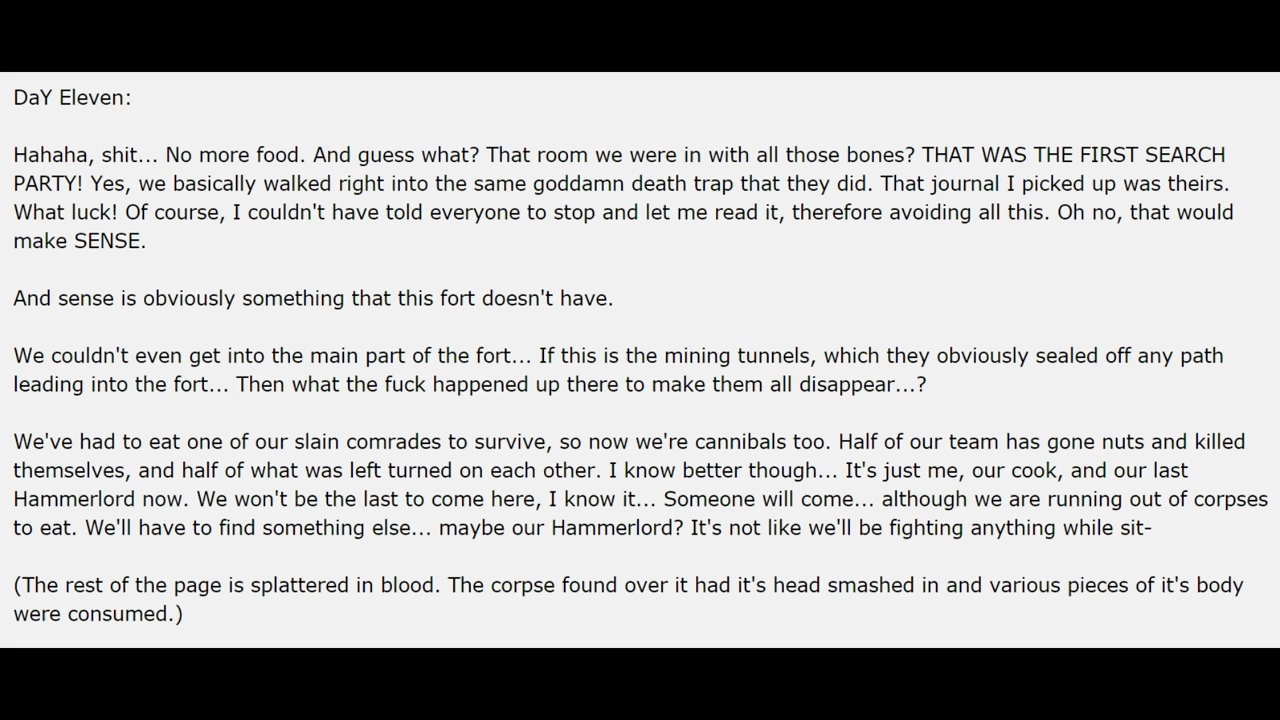 DaY Eleven:
Hahaha, shit... No more food. And guess what? That room we were in with all those bones? THAT WAS THE FIRST SEARCH
PARTY! Yes, we basically walked right into the same goddamn death trap that they did. That journal I picked up was theirs.
What luck! Of course, I couldn't have told everyone to stop and let me read it, therefore avoiding all this. Oh no, that would
make SENSE.
And sense is obviously something that this fort doesn't have.
We couldn't even get into the main part of the fort... If this is the mining tunnels, which they obviously sealed off any path
leading into the fort... Then what the fuck happened up there to make them all disappear...?
We've had to eat one of our slain comrades to survive, so now we're cannibals too. Half of our team has gone nuts and killed
themselves, and half of what was left turned on each other. I know better though... It's just me, our cook, and our last
Hammerlord now. We won't be the last to come here, I know it... Someone will come... although we are running out of corpses
to eat. We'll have to find something else... maybe our Hammerlord? It's not like we'll be fighting anything while sit-
(The rest of the page is splattered in blood. The corpse found over it had it's head smashed in and various pieces of it's body
were consumed.)